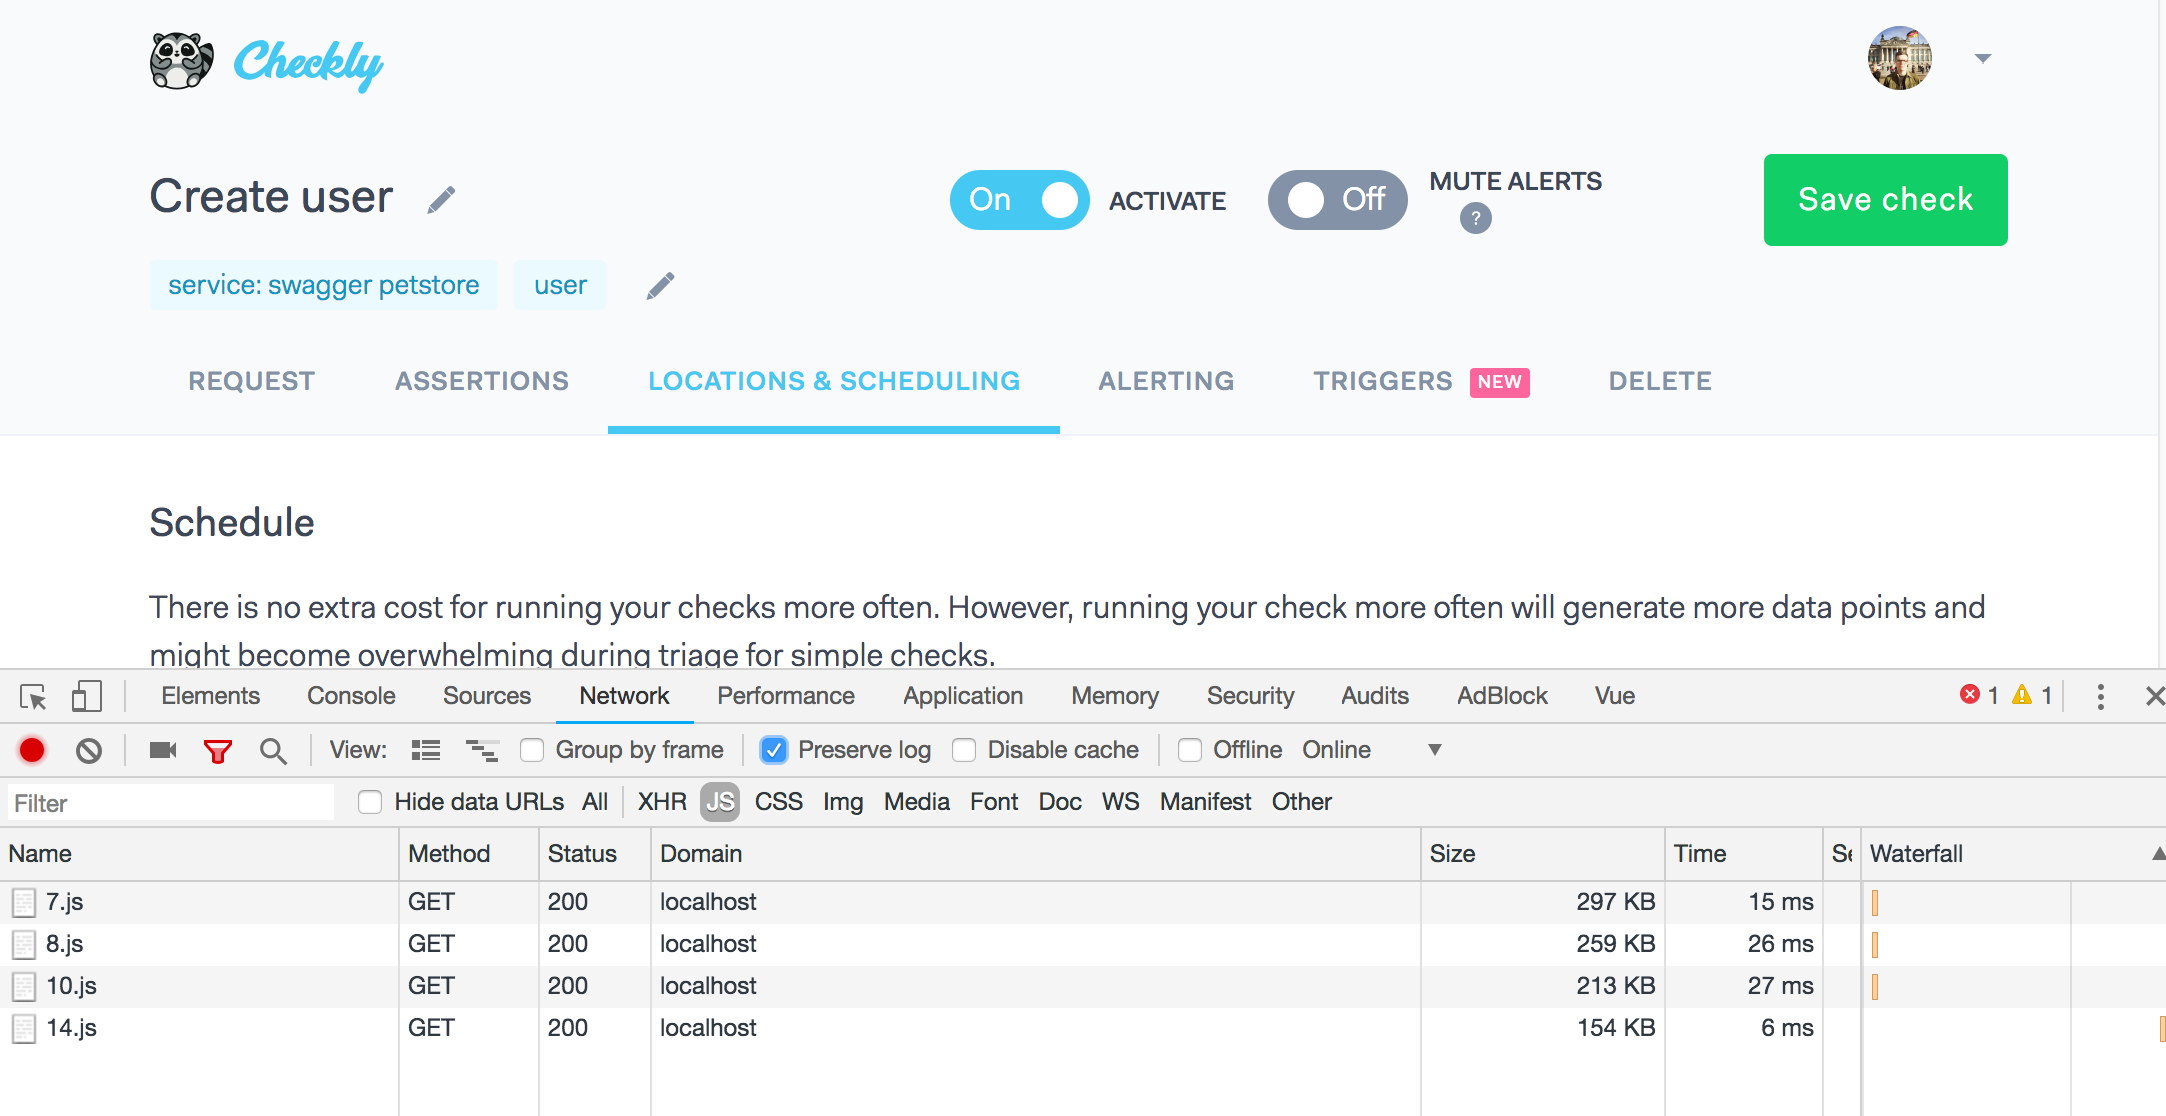 Checkly
Create user
On ACTIVATE Off MUTE ALERTS ?
Save check
service: swagger petstore user
REQUEST ASSERTIONS LOCATIONS & SCHEDULING ALERTING TRIGGERS NEW DELETE
Schedule
There is no extra cost for running your checks more often. However, running your check more often will generate more data points and
might become overwhelming during triage for simple checks.
Elements Console Sources Network Performance Application Memory Security Audits AdBlock Vue 1 1
View: Group by frame Preserve log Disable cache Offline Online
Filter Hide data URLs All XHR JS CSS Img Media Font Doc WS Manifest Other
Name Method Status Domain Size Time Waterfall
7.js GET 200 localhost 297 KB 15 ms
8.js GET 200 localhost 259 KB 26 ms
10.js GET 200 localhost 213 KB 27 ms
14.js GET 200 localhost 154 KB 6 ms